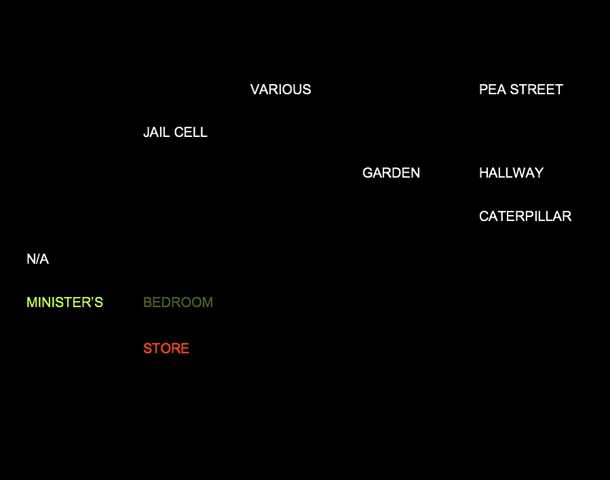 VARIOUS PEA STREET
JAIL CELL
GARDEN HALLWAY
CATERPILLAR
N/A
MINISTER'S BEDROOM
STORE